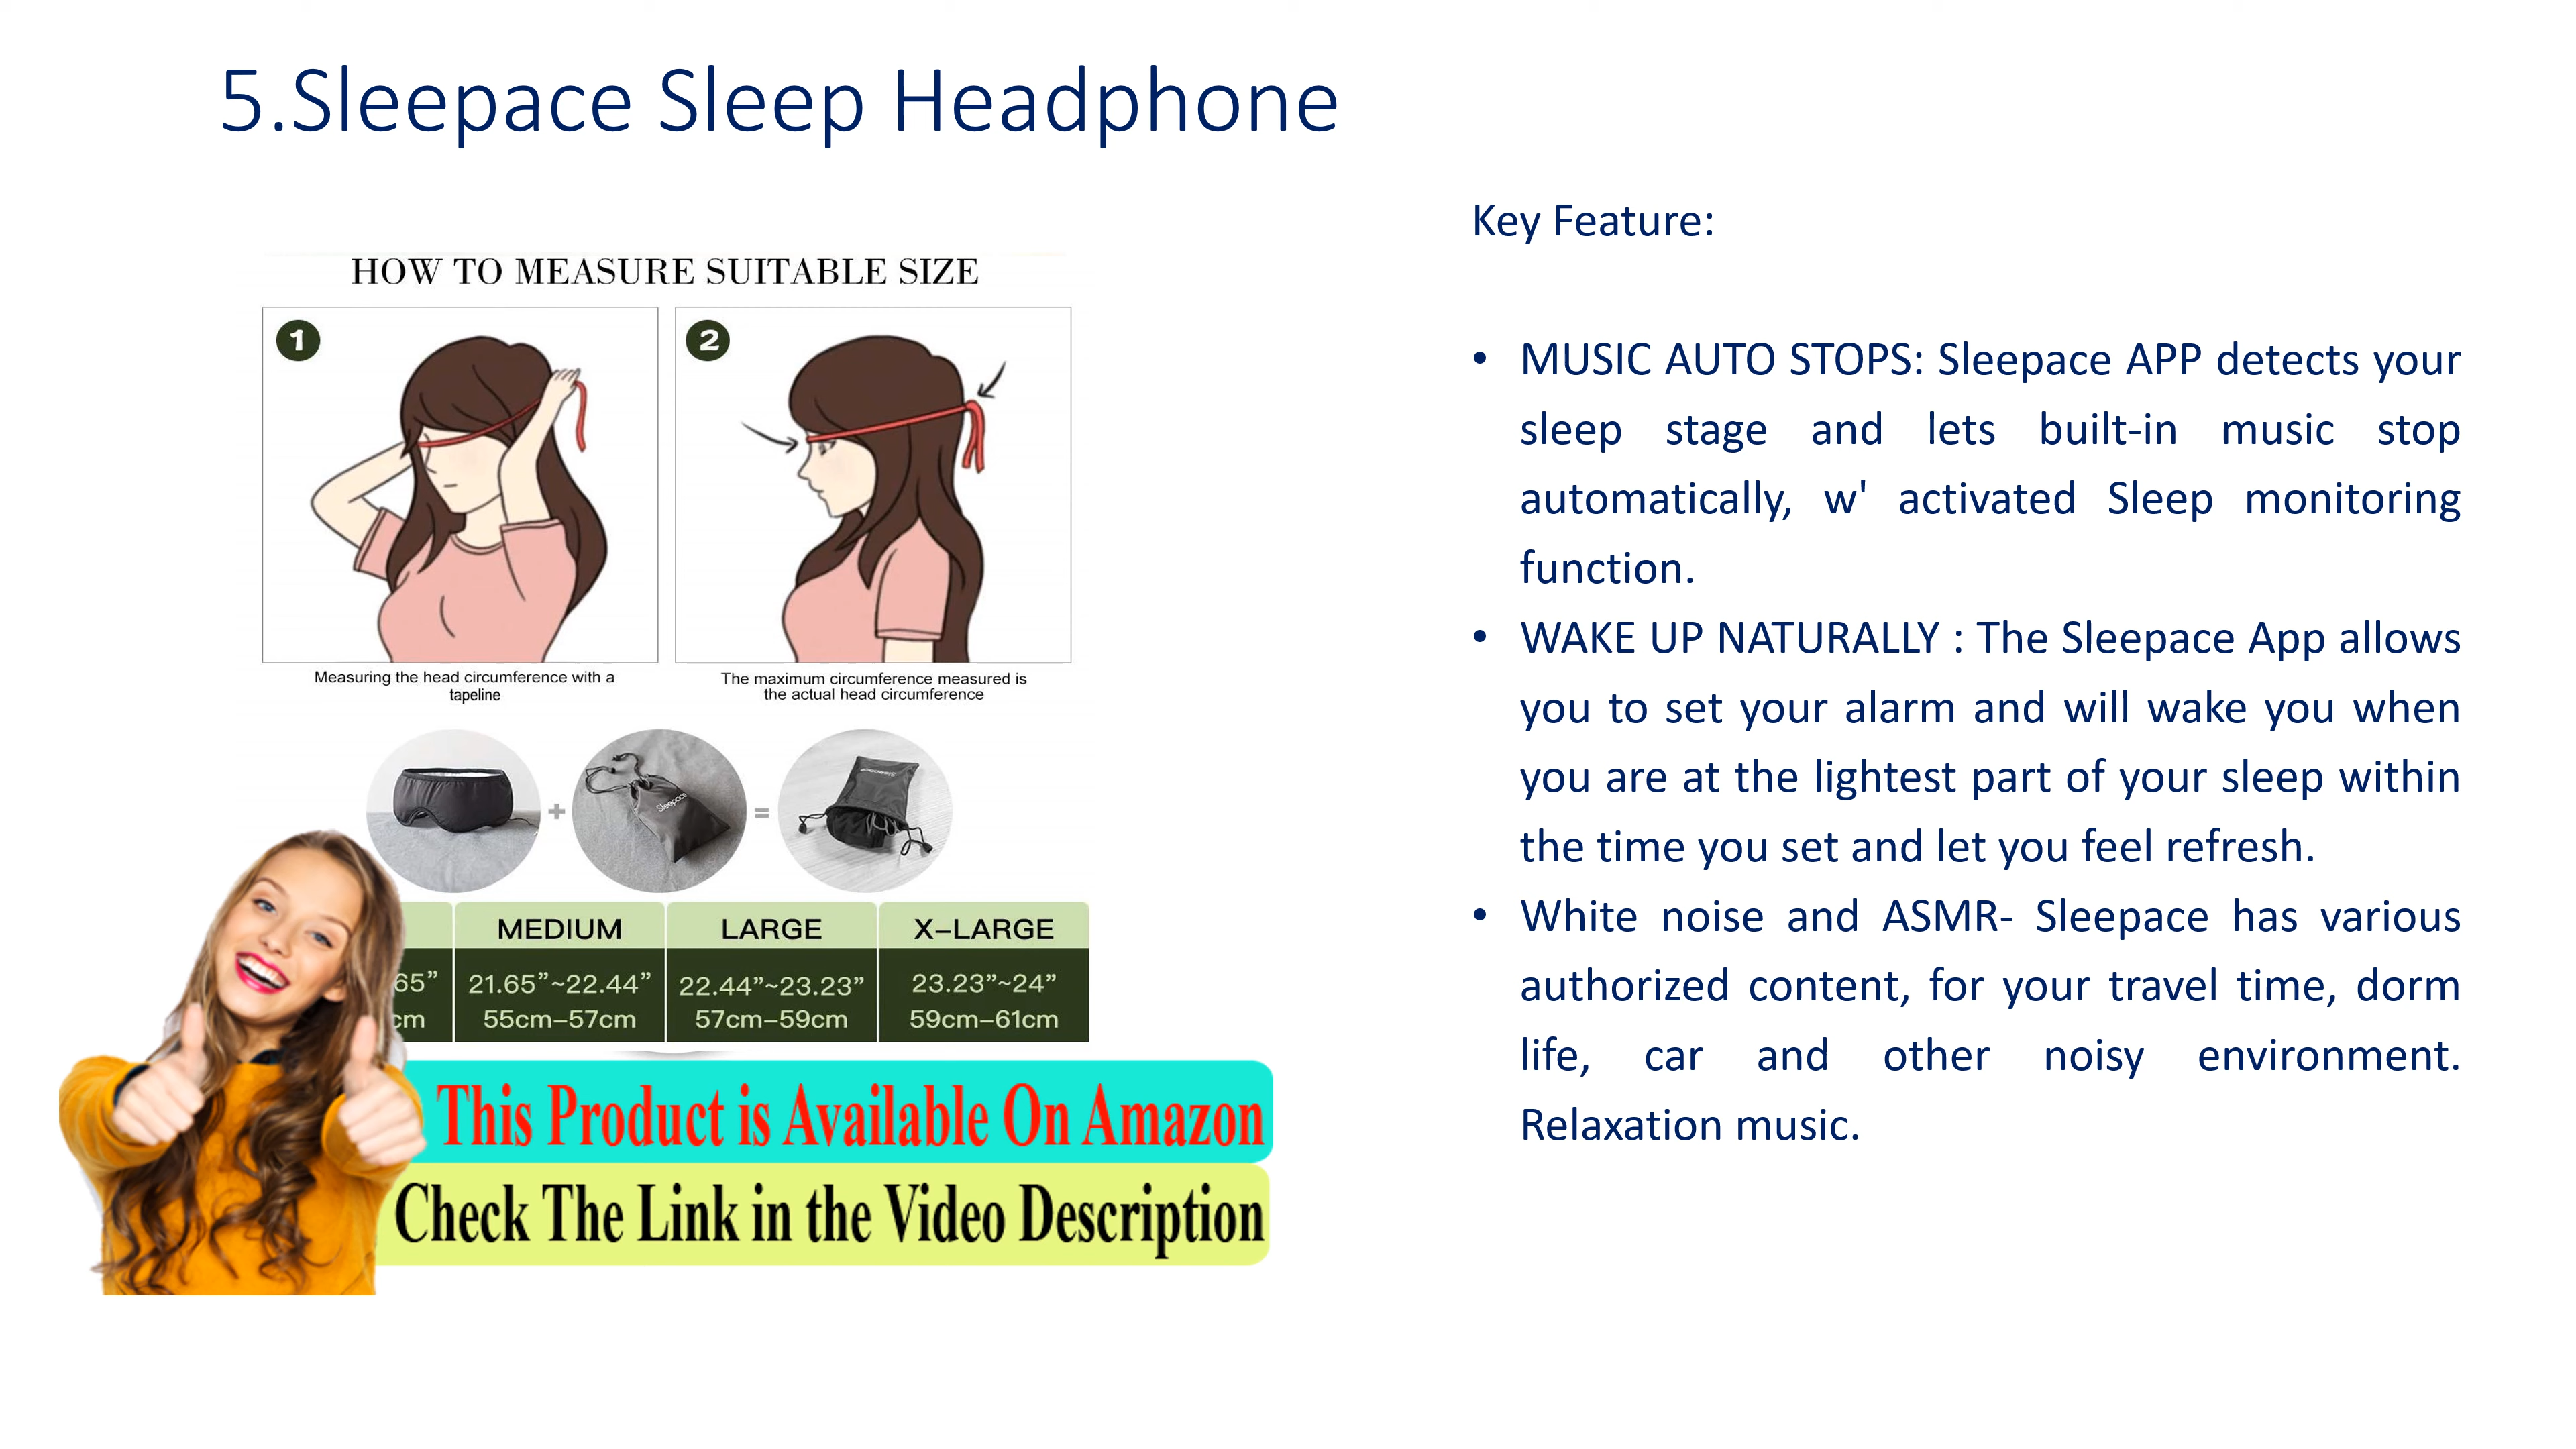 5.Sleepace Sleep Headphone
HOW TO MEASURE SUITABLE SIZE
1
2
Measuring the head circumference with a
tapeline
The maximum circumference measured is
the actual head circumference
Sleepace
+
=
MEDIUM LARGE X-LARGE
65” 21.65”~22.44” 22.44”~23.23” 23.23”~24”
cm 55cm–57cm 57cm–59cm 59cm–61cm
This Product is Available On Amazon
Check The Link in the Video Description
Key Feature:
• MUSIC AUTO STOPS: Sleepace APP detects your
sleep stage and lets built-in music stop
automatically, w' activated Sleep monitoring
function.
• WAKE UP NATURALLY : The Sleepace App allows
you to set your alarm and will wake you when
you are at the lightest part of your sleep within
the time you set and let you feel refresh.
• White noise and ASMR- Sleepace has various
authorized content, for your travel time, dorm
life, car and other noisy environment.
Relaxation music.